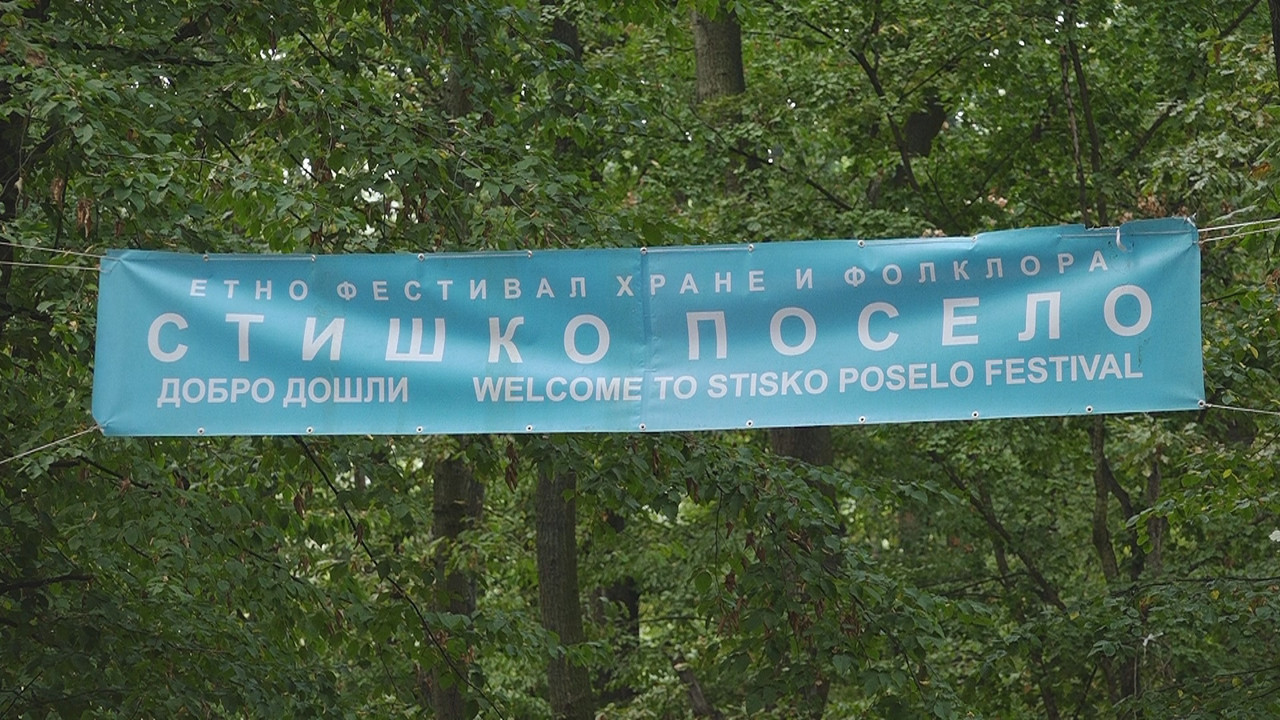 ЕТНО ФЕСТИВАЛ ХРАНЕ И ФОЛКЛОРА
СТИШКО ПОСЕЛО
ДОБРО ДОШЛИ WELCOME TO STISKO POSELO FESTIVAL